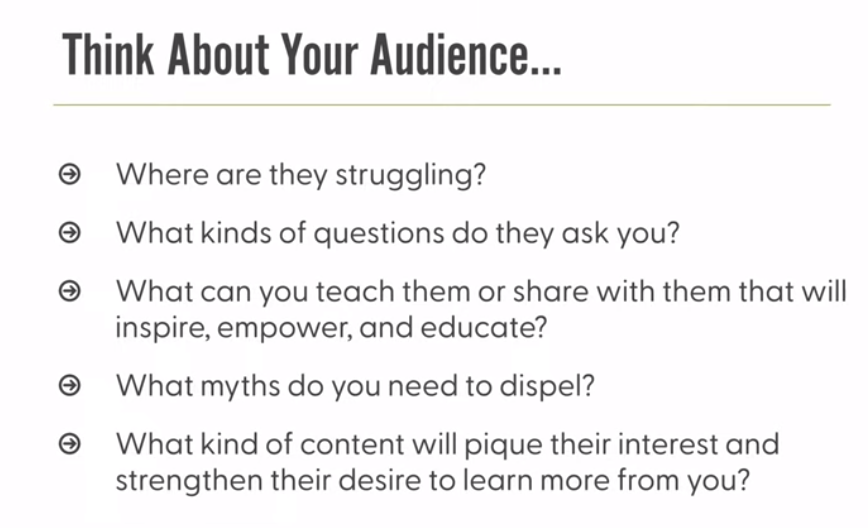 Think About Your Audience...
Where are they struggling?
What kinds of questions do they ask you?
What can you teach them or share with them that will
inspire, empower, and educate?
What myths do you need to dispel?
What kind of content will pique their interest and
strengthen their desire to learn more from you?